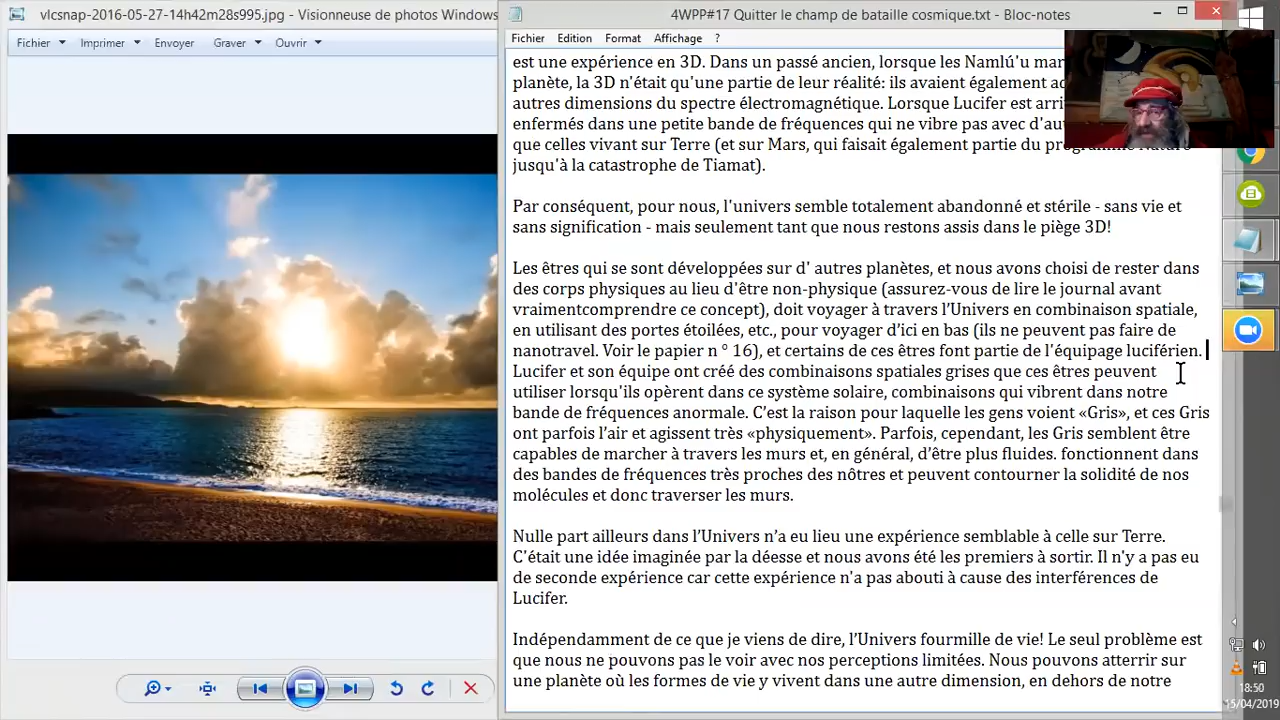 vlcsnap-2016-05-27-14h42m28s995.jpg - Visionneuse de photos Windows
Fichier Imprimer Envoyer Graver Ouvrir
4WPP#17 Quitter le champ de bataille cosmique.txt - Bloc-notes
Fichier Edition Format Affichage ?
est une expérience en 3D. Dans un passé ancien, lorsque les Namlú'u
planète, la 3D n'était qu'une partie de leur réalité: ils avaient également
autres dimensions du spectre électromagnétique. Lorsque Lucifer est
enfermés dans une petite bande de fréquences qui ne vibre pas avec
que celles vivant sur Terre (et sur Mars, qui faisait également partie du programme Nature
jusqu'à la catastrophe de Tiamat).
Par conséquent, pour nous, l'univers semble totalement abandonné et stérile - sans vie et
sans signification - mais seulement tant que nous restons assis dans le piège 3D!
Les êtres qui se sont développées sur d' autres planètes, et nous avons choisi de rester dans
des corps physiques au lieu d'être non-physique (assurez-vous de lire le journal avant
vraimentcomprendre ce concept), doit voyager à travers l’Univers en combinaison spatiale,
en utilisant des portes étoilées, etc., pour voyager d’ici en bas (ils ne peuvent pas faire de
nanotravel. Voir le papier n ° 16), et certains de ces êtres font partie de l'équipage luciférien.
Lucifer et son équipe ont créé des combinaisons spatiales grises que ces êtres peuvent
utiliser lorsqu'ils opèrent dans ce système solaire, combinaisons qui vibrent dans notre
bande de fréquences anormale. C’est la raison pour laquelle les gens voient «Gris», et ces Gris
ont parfois l’air et agissent très «physiquement». Parfois, cependant, les Gris semblent être
capables de marcher à travers les murs et, en général, d’être plus fluides. fonctionnent dans
des bandes de fréquences très proches des nôtres et peuvent contourner la solidité de nos
molécules et donc traverser les murs.
Nulle part ailleurs dans l’Univers n’a eu lieu une expérience semblable à celle sur Terre.
C'était une idée imaginée par la déesse et nous avons été les premiers à sortir. Il n'y a pas eu
de seconde expérience car cette expérience n'a pas abouti à cause des interférences de
Lucifer.
Indépendamment de ce que je viens de dire, l’Univers fourmille de vie! Le seul problème est
que nous ne pouvons pas le voir avec nos perceptions limitées. Nous pouvons atterrir sur
une planète où les formes de vie y vivent dans une autre dimension, en dehors de notre
18:50
15/04/2019